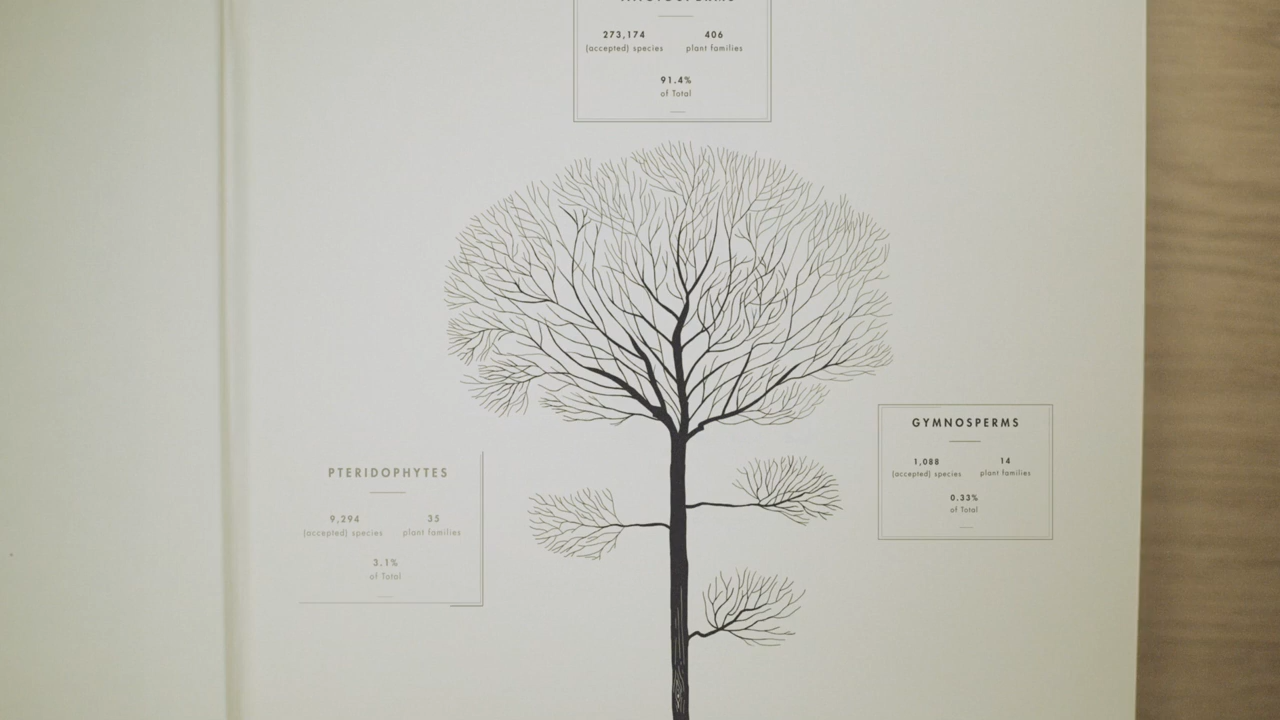 273,174 406
(accepted) species plant families
91.4%
of Total
GYMNOSPERMS
1,088 14
(accepted) species plant families
0.33%
of Total
PTERIDOPHYTES
9,294 35
(accepted) species plant families
3.1%
of Total